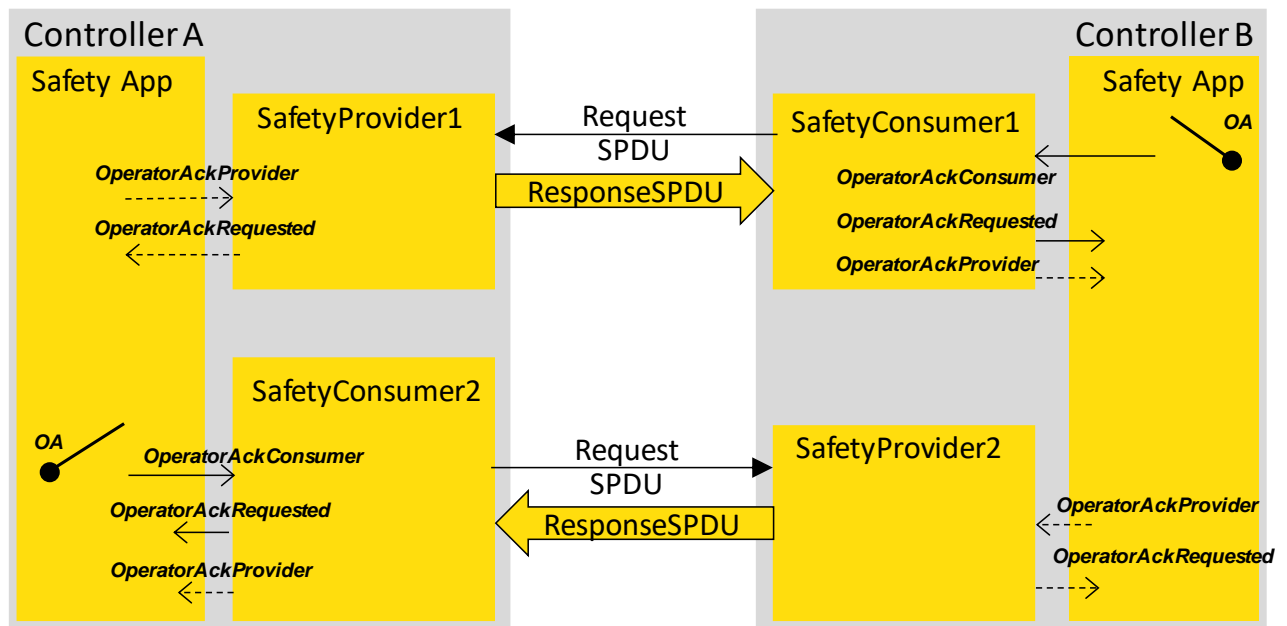 Controller A
Safety App
SafetyProvider1
OperatorAckProvider
OperatorAckRequested
Request
SPDU
ResponseSPDU
Controller B
Safety App
SafetyConsumer1
OA
OperatorAckConsumer
OperatorAckRequested
OperatorAckProvider
SafetyConsumer2
OA
OperatorAckConsumer
OperatorAckRequested
OperatorAckProvider
Request
SPDU
ResponseSPDU
SafetyProvider2
OperatorAckProvider
OperatorAckRequested